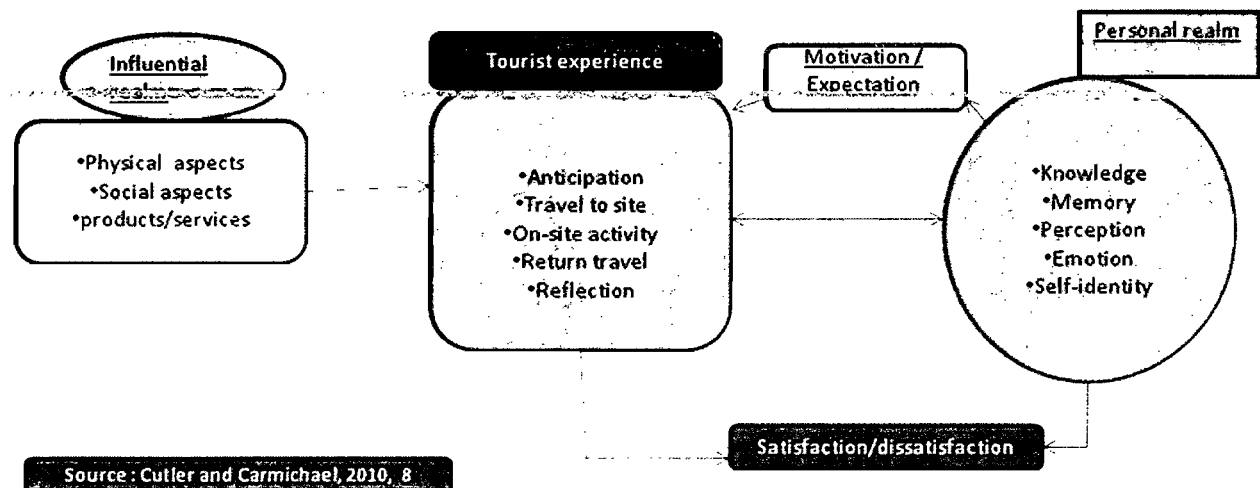 Influential
realm
•Physical aspects
•Social aspects
•products/services
Tourist experience
•Anticipation
•Travel to site
•On-site activity
•Return travel
•Reflection
Motivation /
Expectation
Personal realm
•Knowledge
•Memory
•Perception
•Emotion
•Self-identity
Satisfaction/dissatisfaction
Source : Cutler and Carmichael, 2010, 8